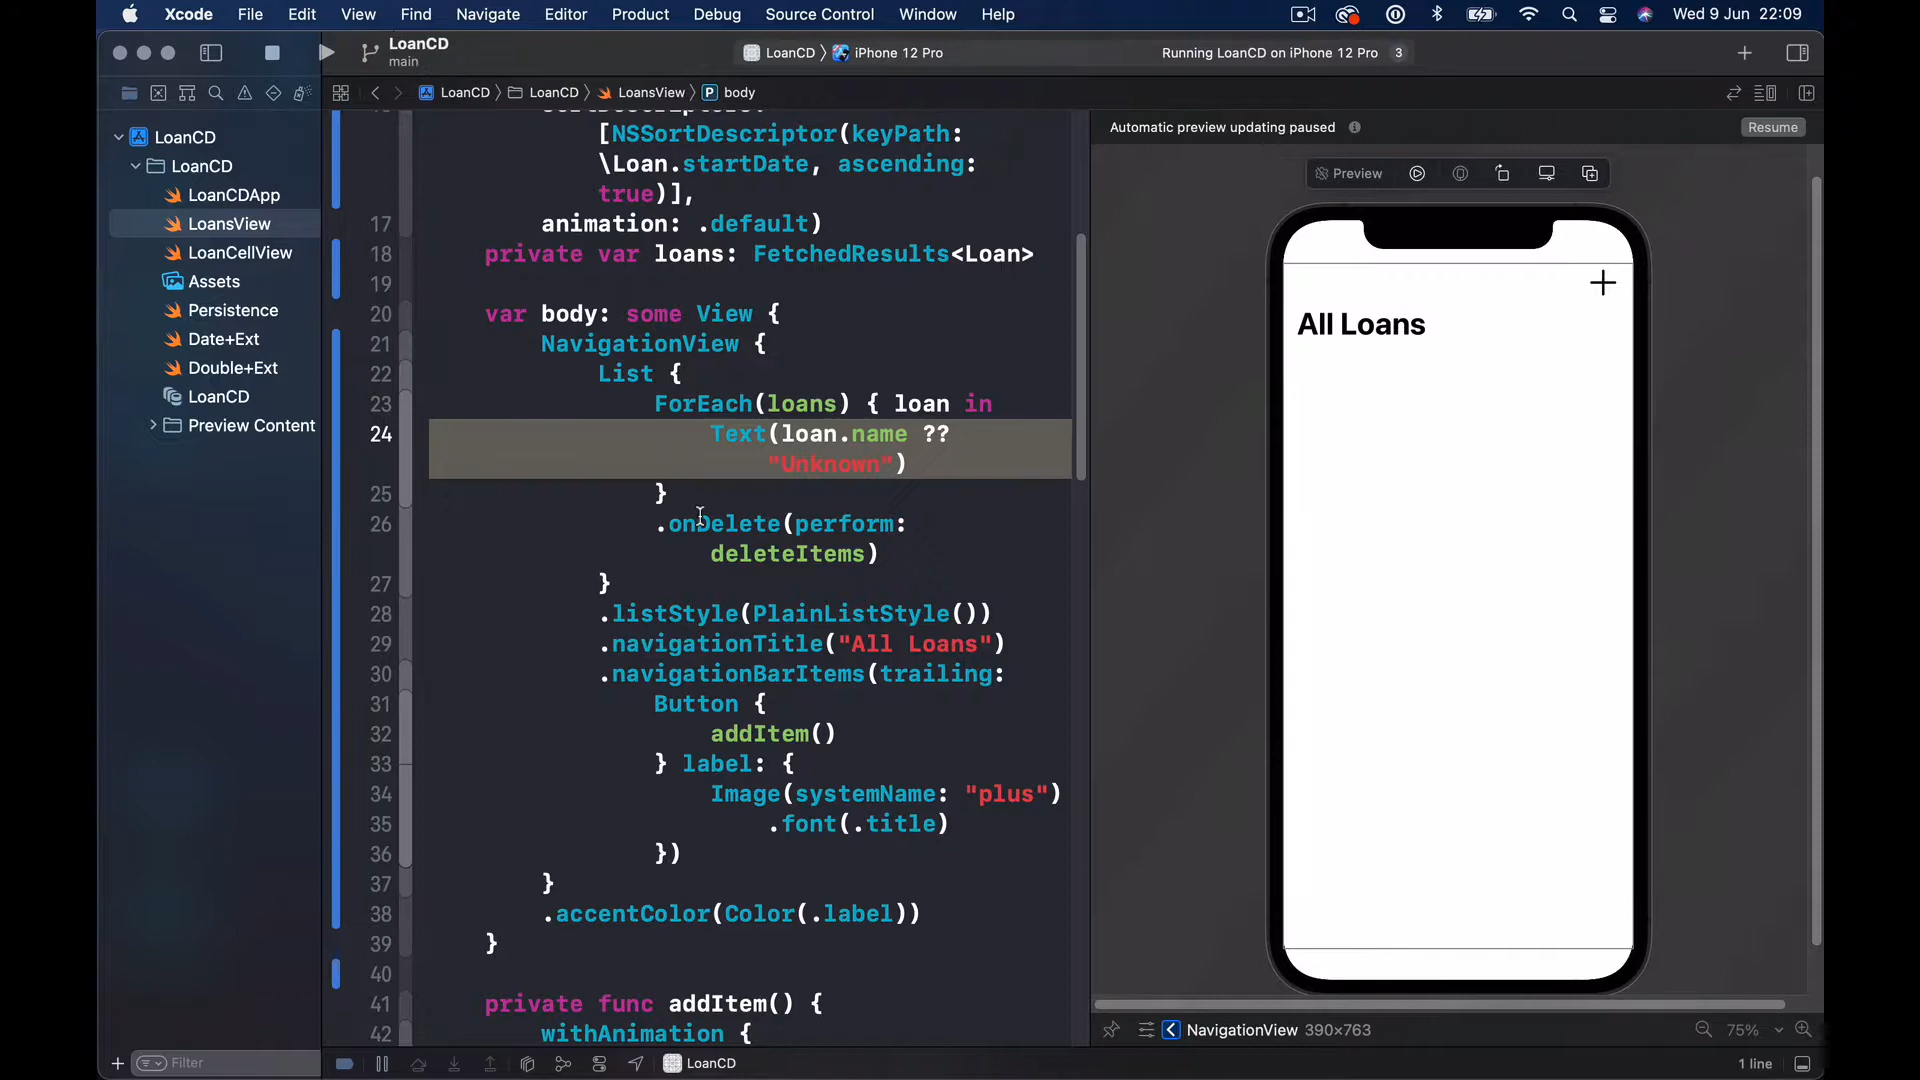 Xcode File Edit View Find Navigate Editor Product Debug Source Control Window Help Wed 9 Jun 22:09
LoanCD
main
LoanCD 〉 iPhone 12 Pro
Running LoanCD on iPhone 12 Pro 3
LoanCD 〉 LoanCD 〉 LoansView 〉 P body
LoanCD
LoanCD
LoanCDApp
LoansView
LoanCellView
Assets
Persistence
Date+Ext
Double+Ext
LoanCD
Preview Content
Filter
[NSSortDescriptor(keyPath:
\Loan.startDate, ascending:
true)],
17 animation: .default)
18 private var loans: FetchedResults<Loan>
19
20 var body: some View {
21 NavigationView {
22 List {
23 ForEach(loans) { loan in
24 Text(loan.name ??
"Unknown")
25 }
26 .onDelete(perform:
deleteItems)
27 }
28 .listStyle(PlainListStyle())
29 .navigationTitle("All Loans")
30 .navigationBarItems(trailing:
31 Button {
32 addItem()
33 } label: {
34 Image(systemName: "plus")
35 .font(.title)
36 })
37 }
38 .accentColor(Color(.label))
39 }
40
41 private func addItem() {
42 withAnimation {
LoanCD
Automatic preview updating paused
Resume
Preview
All Loans
NavigationView 390×763
75%
1 line